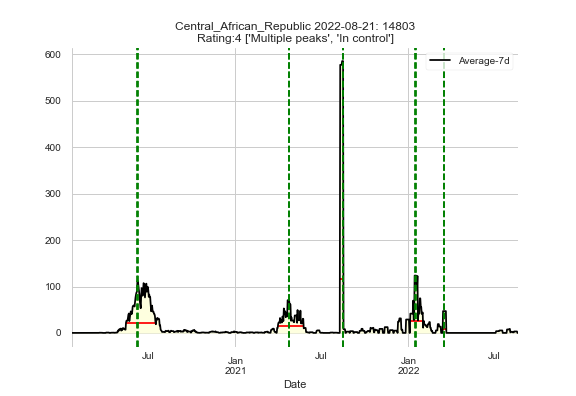 Central_African_Republic 2022-08-21: 14803
Rating:4 ['Multiple peaks', 'In control']
Average-7d
600
500
400
300
200
100
0
Jul
Jan
2021
Jul
Jan
2022
Jul
Date